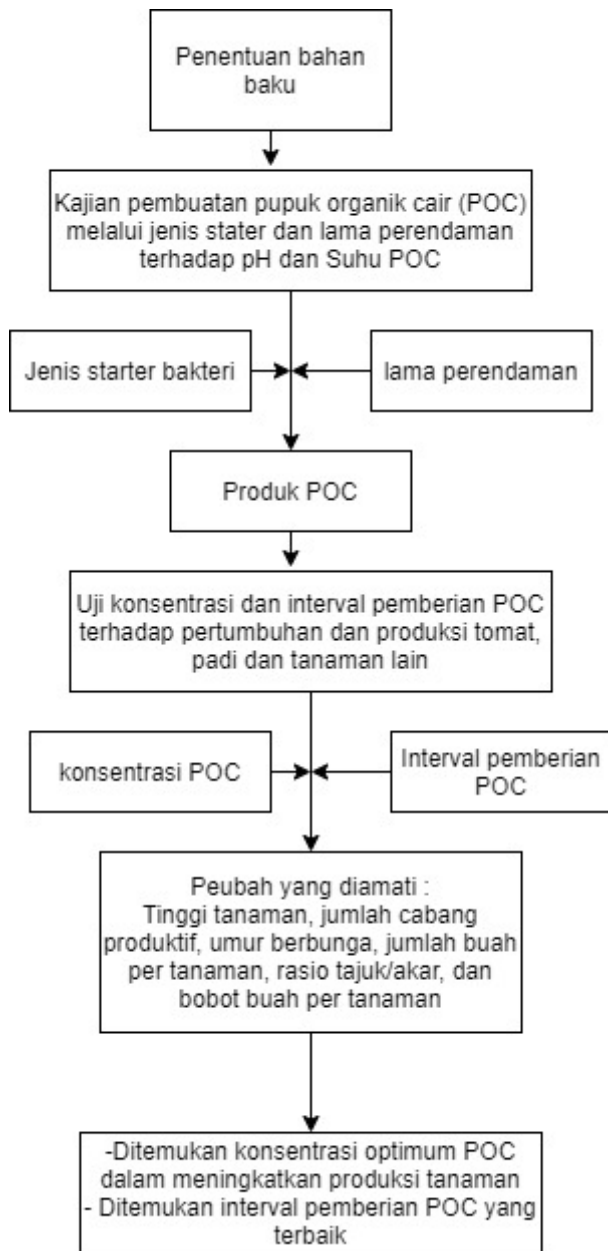 Penentuan bahan
baku
Kajian pembuatan pupuk organik cair (POC)
melalui jenis stater dan lama perendaman
terhadap pH dan Suhu POC
Jenis starter bakteri
lama perendaman
Produk POC
Uji konsentrasi dan interval pemberian POC
terhadap pertumbuhan dan produksi tomat,
padi dan tanaman lain
konsentrasi POC
Interval pemberian
POC
Peubah yang diamati :
Tinggi tanaman, jumlah cabang
produktif, umur berbunga, jumlah buah
per tanaman, rasio tajuk/akar, dan
bobot buah per tanaman
-Ditemukan konsentrasi optimum POC
dalam meningkatkan produksi tanaman
- Ditemukan interval pemberian POC yang
terbaik